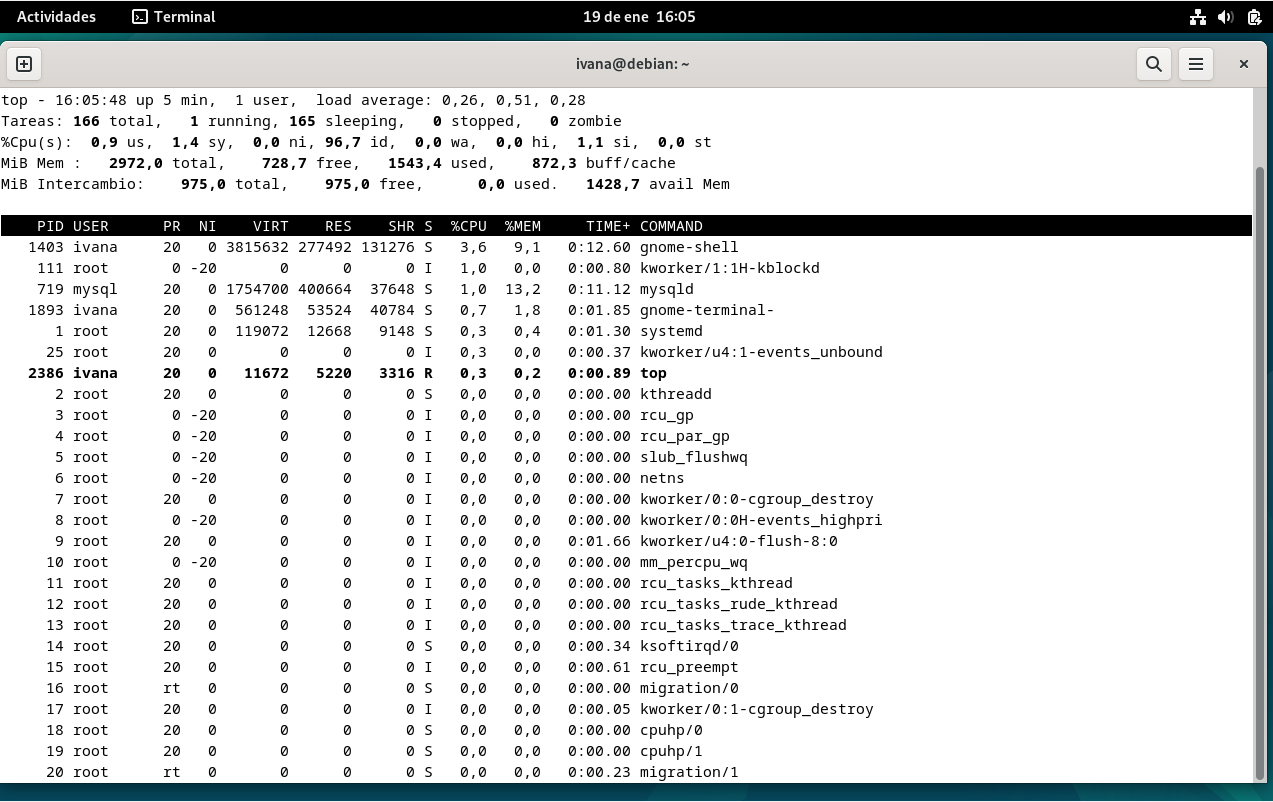 Actividades Terminal 19 de ene 16:05
ivana@debian: ~
top - 16:05:48 up 5 min, 1 user, load average: 0,26, 0,51, 0,28
Tareas: 166 total, 1 running, 165 sleeping, 0 stopped, 0 zombie
%Cpu(s): 0,9 us, 1,4 sy, 0,0 ni, 96,7 id, 0,0 wa, 0,0 hi, 1,1 si, 0,0 st
MiB Mem : 2972,0 total, 728,7 free, 1543,4 used, 872,3 buff/cache
MiB Intercambio: 975,0 total, 975,0 free, 0,0 used. 1428,7 avail Mem
PID USER PR NI VIRT RES SHR S %CPU %MEM TIME+ COMMAND
1403 ivana 20 0 3815632 277492 131276 S 3,6 9,1 0:12.60 gnome-shell
111 root 0 -20 0 0 0 I 1,0 0,0 0:00.80 kworker/1:1H-kblockd
719 mysql 20 0 1754700 400664 37648 S 1,0 13,2 0:11.12 mysqld
1893 ivana 20 0 561248 53524 40784 S 0,7 1,8 0:01.85 gnome-terminal-
1 root 20 0 119072 12668 9148 S 0,3 0,4 0:01.30 systemd
25 root 20 0 0 0 0 I 0,3 0,0 0:00.37 kworker/u4:1-events_unbound
2386 ivana 20 0 11672 5220 3316 R 0,3 0,2 0:00.89 top
2 root 20 0 0 0 0 S 0,0 0,0 0:00.00 kthreadd
3 root 0 -20 0 0 0 I 0,0 0,0 0:00.00 rcu_gp
4 root 0 -20 0 0 0 I 0,0 0,0 0:00.00 rcu_par_gp
5 root 0 -20 0 0 0 I 0,0 0,0 0:00.00 slub_flushwq
6 root 0 -20 0 0 0 I 0,0 0,0 0:00.00 netns
7 root 20 0 0 0 0 I 0,0 0,0 0:00.00 kworker/0:0-cgroup_destroy
8 root 0 -20 0 0 0 I 0,0 0,0 0:00.00 kworker/0:0H-events_highpri
9 root 20 0 0 0 0 I 0,0 0,0 0:01.66 kworker/u4:0-flush-8:0
10 root 0 -20 0 0 0 I 0,0 0,0 0:00.00 mm_percpu_wq
11 root 20 0 0 0 0 I 0,0 0,0 0:00.00 rcu_tasks_kthread
12 root 20 0 0 0 0 I 0,0 0,0 0:00.00 rcu_tasks_rude_kthread
13 root 20 0 0 0 0 I 0,0 0,0 0:00.00 rcu_tasks_trace_kthread
14 root 20 0 0 0 0 S 0,0 0,0 0:00.34 ksoftirqd/0
15 root 20 0 0 0 0 I 0,0 0,0 0:00.61 rcu_preempt
16 root rt 0 0 0 0 S 0,0 0,0 0:00.00 migration/0
17 root 20 0 0 0 0 I 0,0 0,0 0:00.05 kworker/0:1-cgroup_destroy
18 root 20 0 0 0 0 S 0,0 0,0 0:00.00 cpuhp/0
19 root 20 0 0 0 0 S 0,0 0,0 0:00.00 cpuhp/1
20 root rt 0 0 0 0 S 0,0 0,0 0:00.23 migration/1